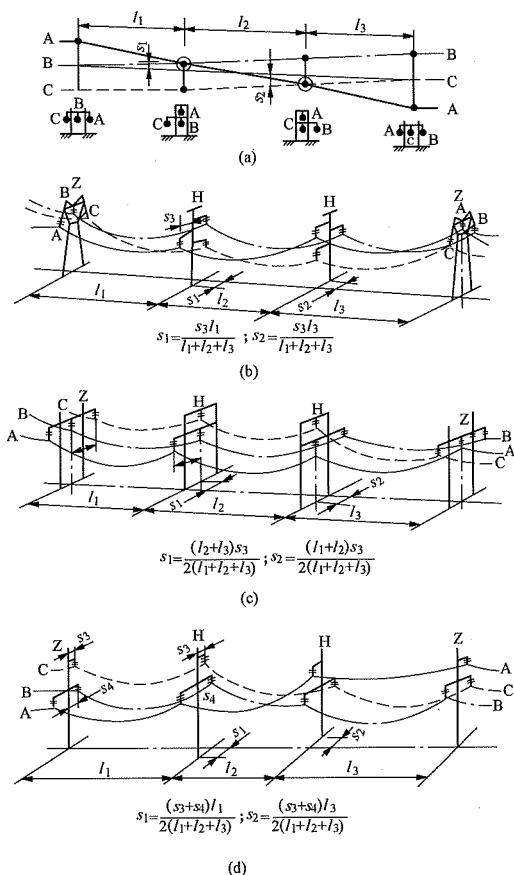 l₁ l₂ l₃
A B C s₁ s₂ B C A
B C A
A C B
A C B
A c B
(a)
B Z C A s₃ H H Z A B C
l₁ s₁ l₂ s₂ l₃
s₁=s₃l₁/(l₁+l₂+l₃) ; s₂=s₃l₃/(l₁+l₂+l₃)
(b)
C Z B A H H Z B A C
l₁ s₁ l₂ s₂ l₃
s₁=(l₂+l₃)s₃/2(l₁+l₂+l₃) ; s₂=(l₁+l₂)s₃/2(l₁+l₂+l₃)
(c)
Z s₃ C B A s₄ H s₃ s₄ H Z A C B
l₁ s₁ l₂ s₂ l₃
s₁=(s₃+s₄)l₁/2(l₁+l₂+l₃) ; s₂=(s₃+s₄)l₃/2(l₁+l₂+l₃)
(d)